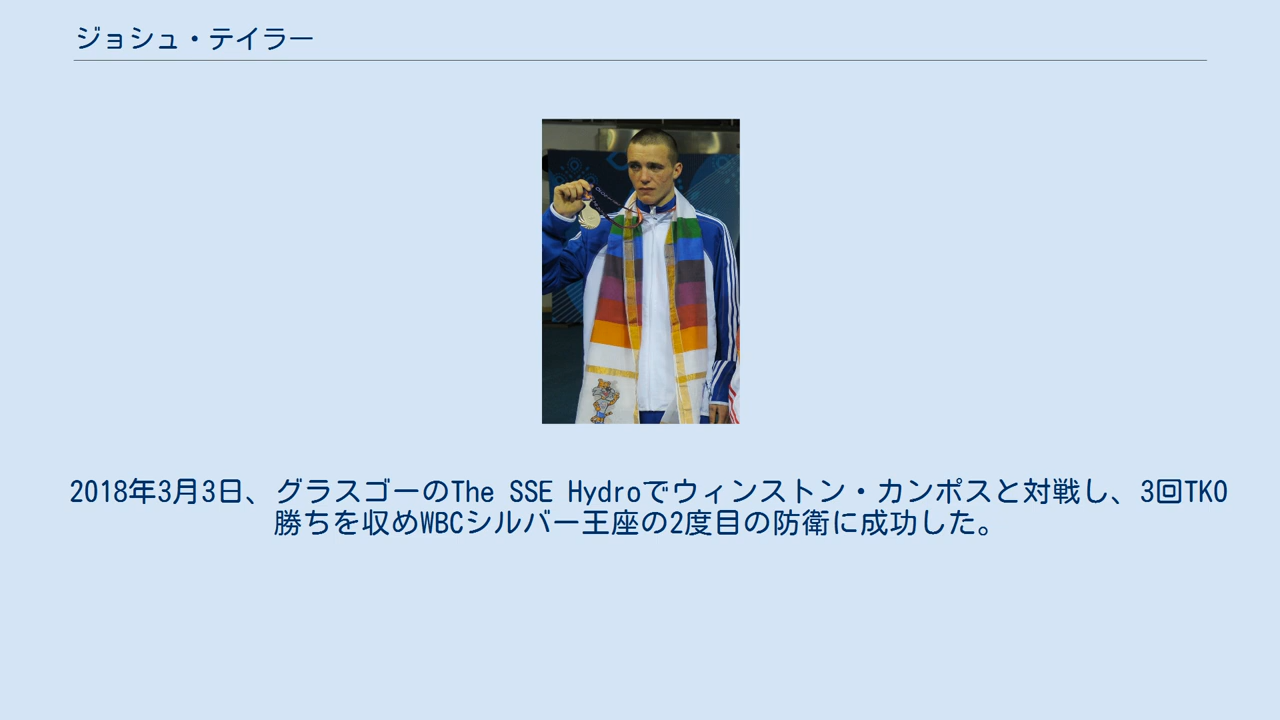 ジョシュ・テイラー
2018年3月3日、グラスゴーのThe SSE Hydroでウィンストン・カンポスと対戦し、3回TKO
勝ちを収めWBCシルバー王座の2度目の防衛に成功した。